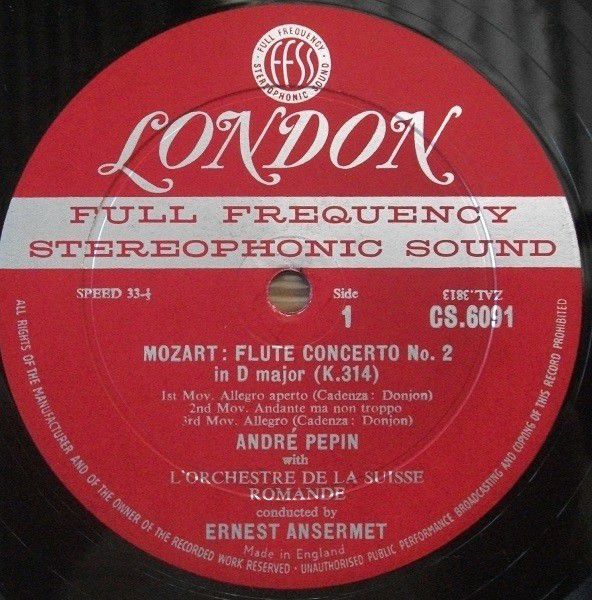 · FULL FREQUENCY ·
FFSS
STEREOPHONIC SOUND
LONDON
FULL FREQUENCY
STEREOPHONIC SOUND
SPEED 33⅓
Side
1
ZAL.3813
CS.6091
MOZART: FLUTE CONCERTO No. 2
in D major (K.314)
1st Mov. Allegro aperto (Cadenza: Donjon)
2nd Mov. Andante ma non troppo
3rd Mov. Allegro (Cadenza: Donjon)
ANDRÉ PEPIN
with
L'ORCHESTRE DE LA SUISSE
ROMANDE
conducted by
ERNEST ANSERMET
Made in England
ALL RIGHTS OF THE MANUFACTURER AND OF THE OWNER OF THE RECORDED WORK RESERVED · UNAUTHORISED PUBLIC PERFORMANCE BROADCASTING AND COPYING OF THIS RECORD PROHIBITED